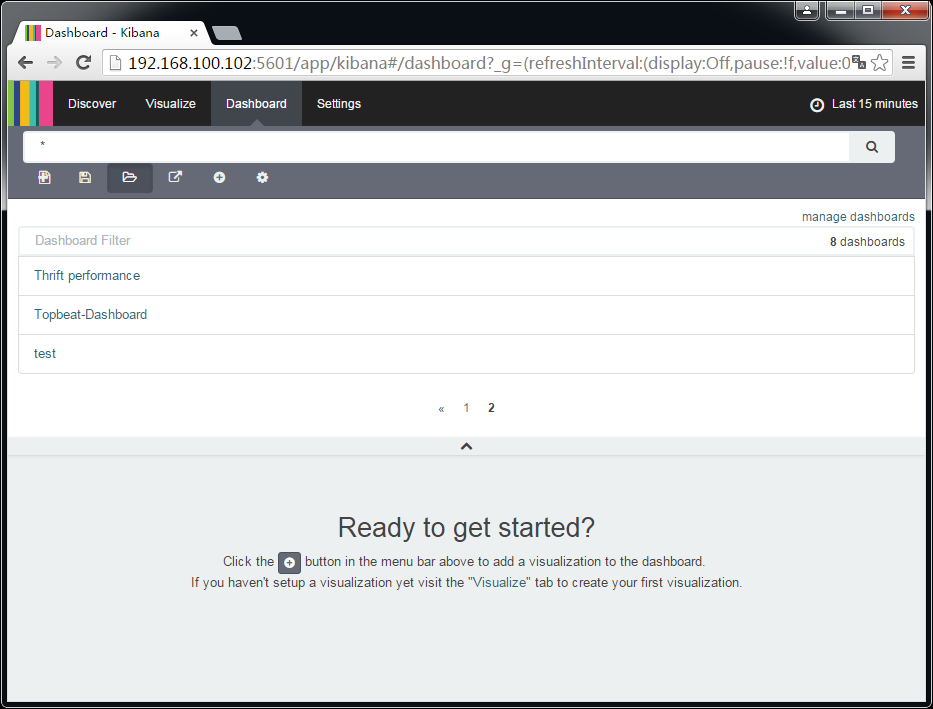 Dashboard - Kibana
192.168.100.102:5601/app/kibana#/dashboard?_g=(refreshInterval:(display:Off,pause:!f,value:0
Discover Visualize Dashboard Settings Last 15 minutes
*
manage dashboards
Dashboard Filter 8 dashboards
Thrift performance
Topbeat-Dashboard
test
« 1 2
Ready to get started?
Click the button in the menu bar above to add a visualization to the dashboard.
If you haven't setup a visualization yet visit the "Visualize" tab to create your first visualization.